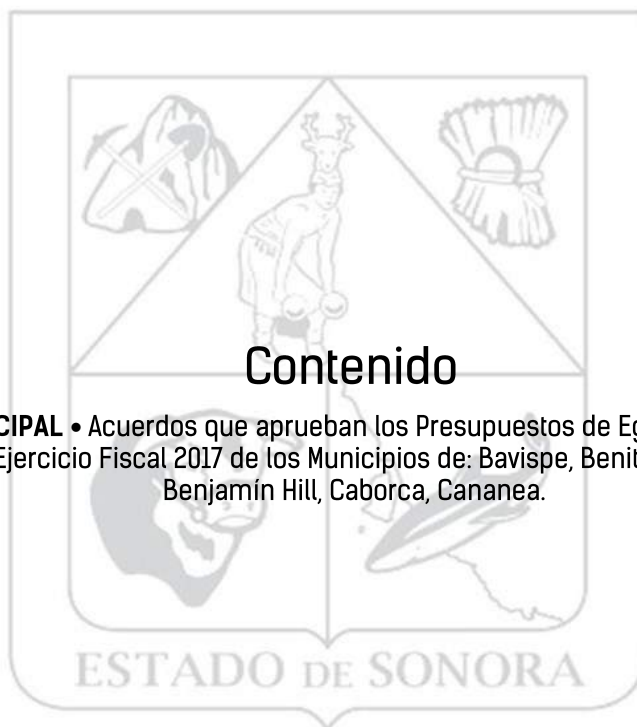 Contenido
CIPAL • Acuerdos que aprueban los Presupuestos de Eg
Ejercicio Fiscal 2017 de los Municipios de: Bavispe, Benit
Benjamín Hill, Caborca, Cananea.
ESTADO DE SONORA